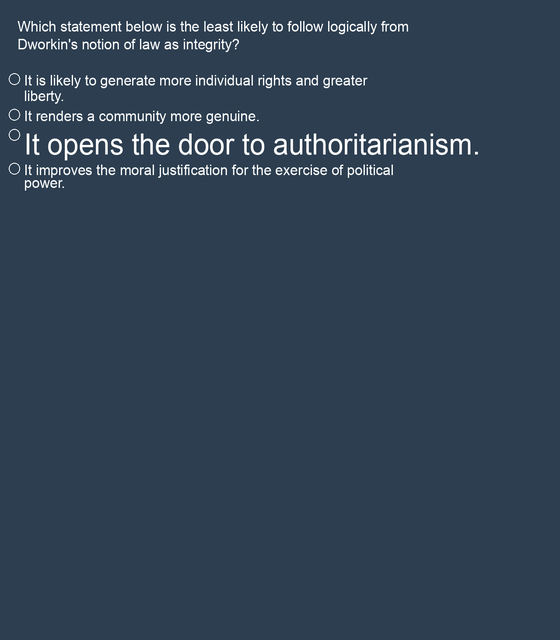 Which statement below is the least likely to follow logically from
Dworkin's notion of law as integrity?
It is likely to generate more individual rights and greater
liberty.
It renders a community more genuine.
It opens the door to authoritarianism.
It improves the moral justification for the exercise of political
power.